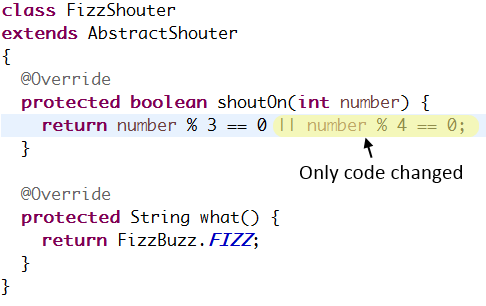 class FizzShouter
extends AbstractShouter
{
  @Override
  protected boolean shoutOn(int number) {
    return number % 3 == 0 || number % 4 == 0;
  }
Only code changed
  @Override
  protected String what() {
    return FizzBuzz.FIZZ;
  }
}